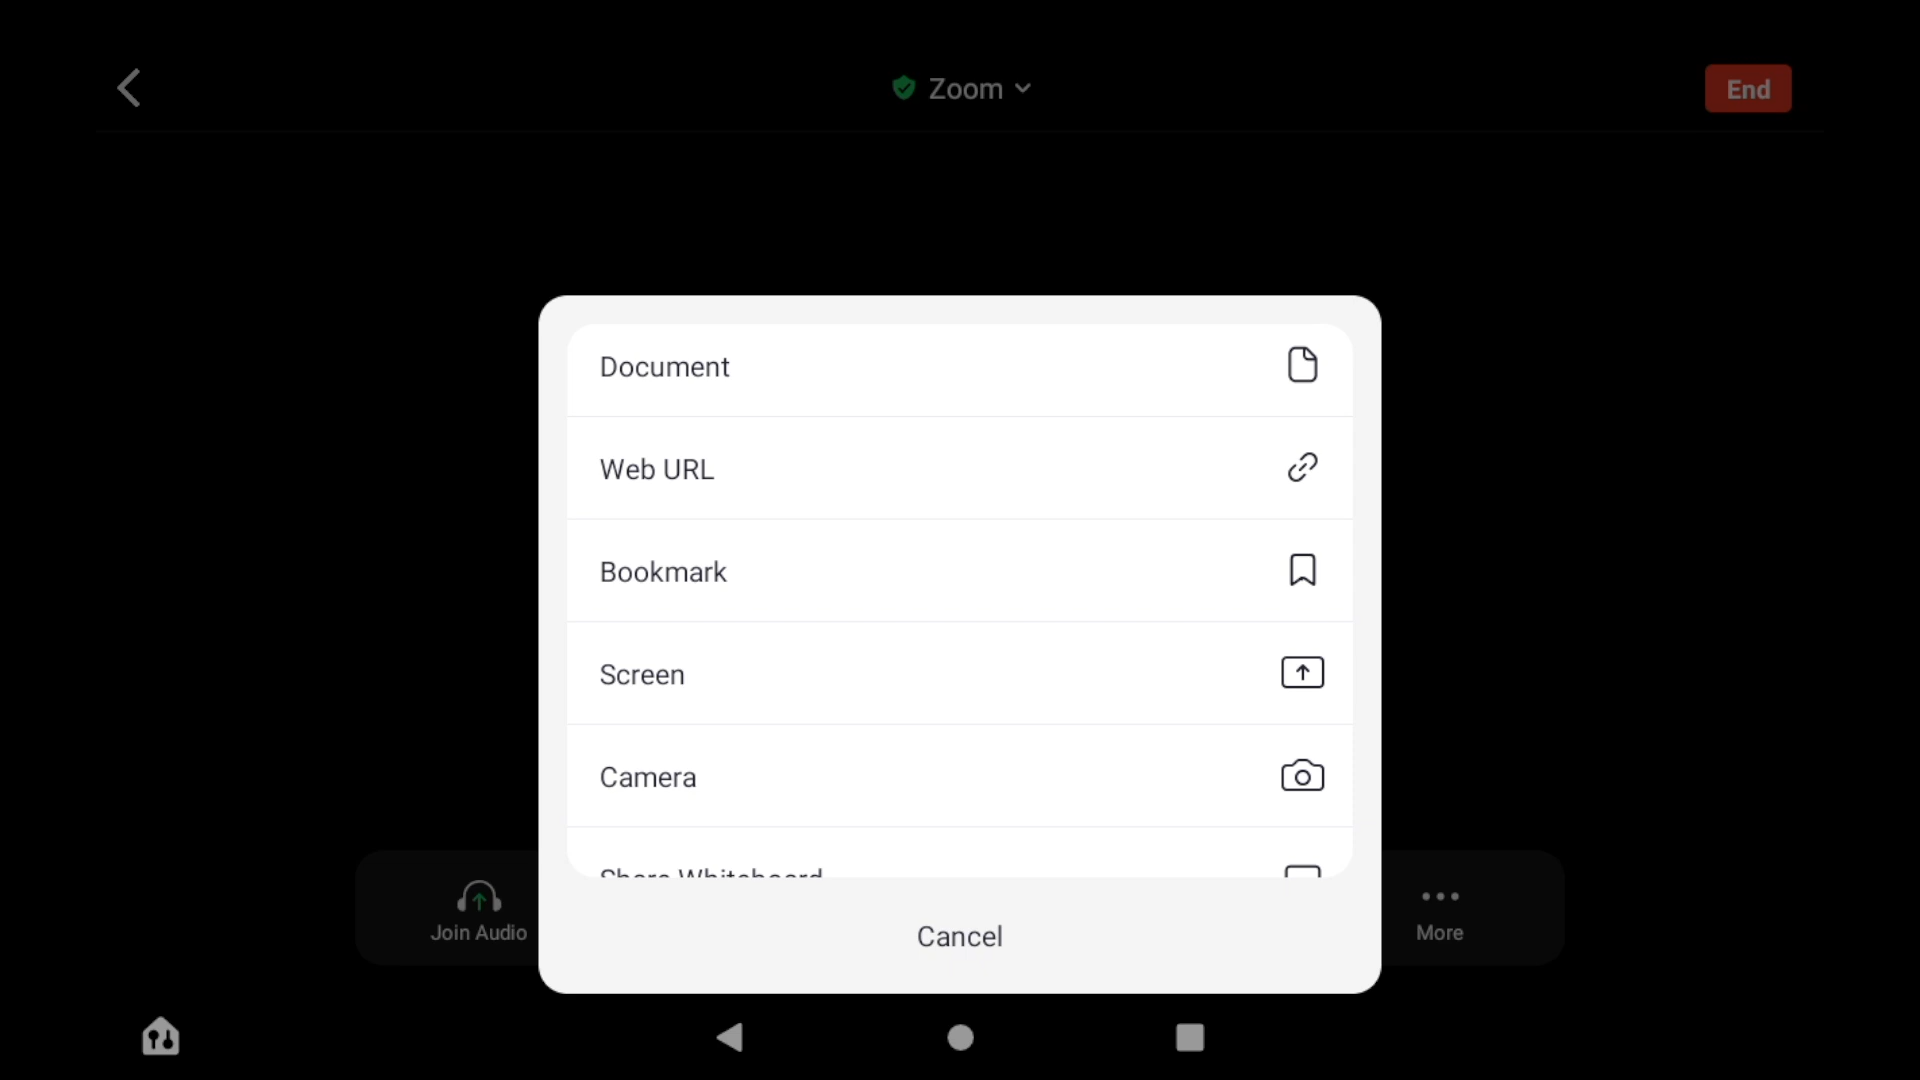 Zoom
End
Document
Web URL
Bookmark
Screen
Camera
Share Whiteboard
Join Audio
More
Cancel